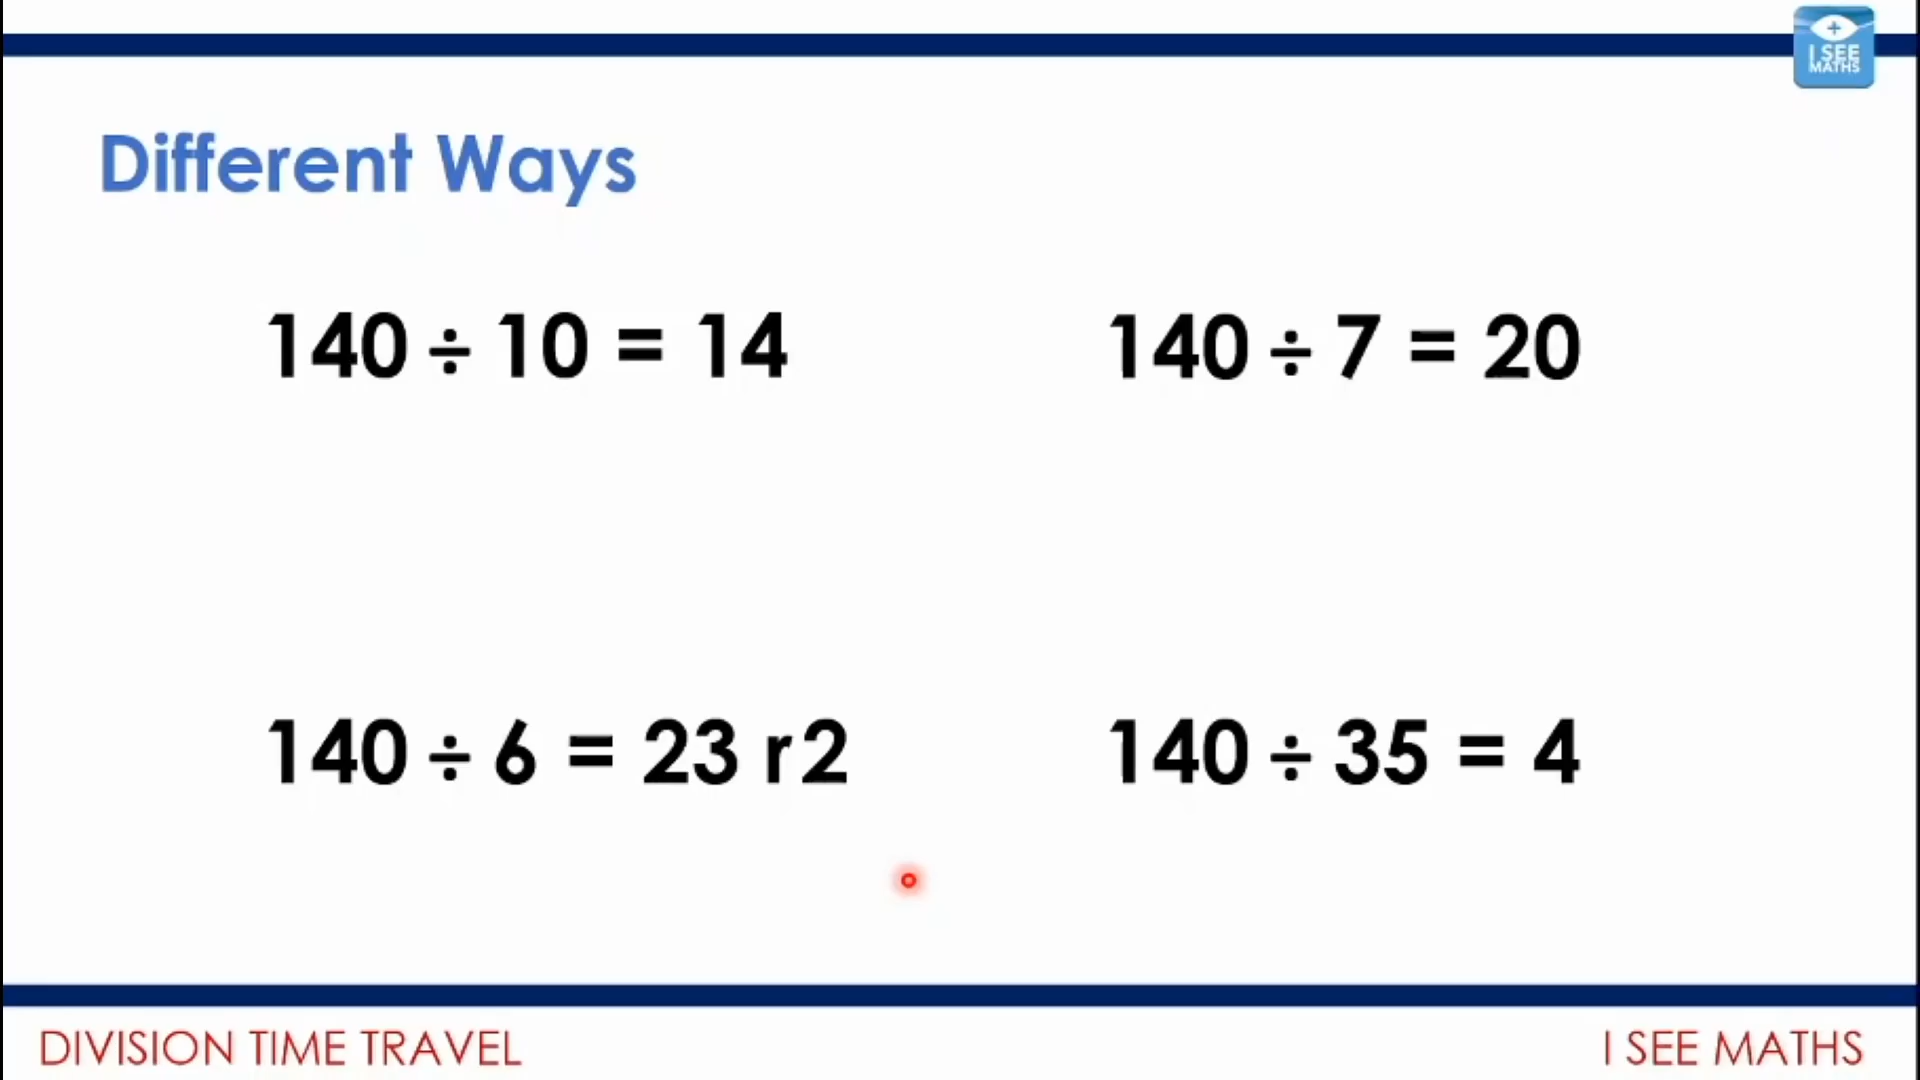 I SEE
MATHS
Different Ways
140 ÷ 10 = 14
140 ÷ 7 = 20
140 ÷ 6 = 23 r2
140 ÷ 35 = 4
DIVISION TIME TRAVEL
I SEE MATHS